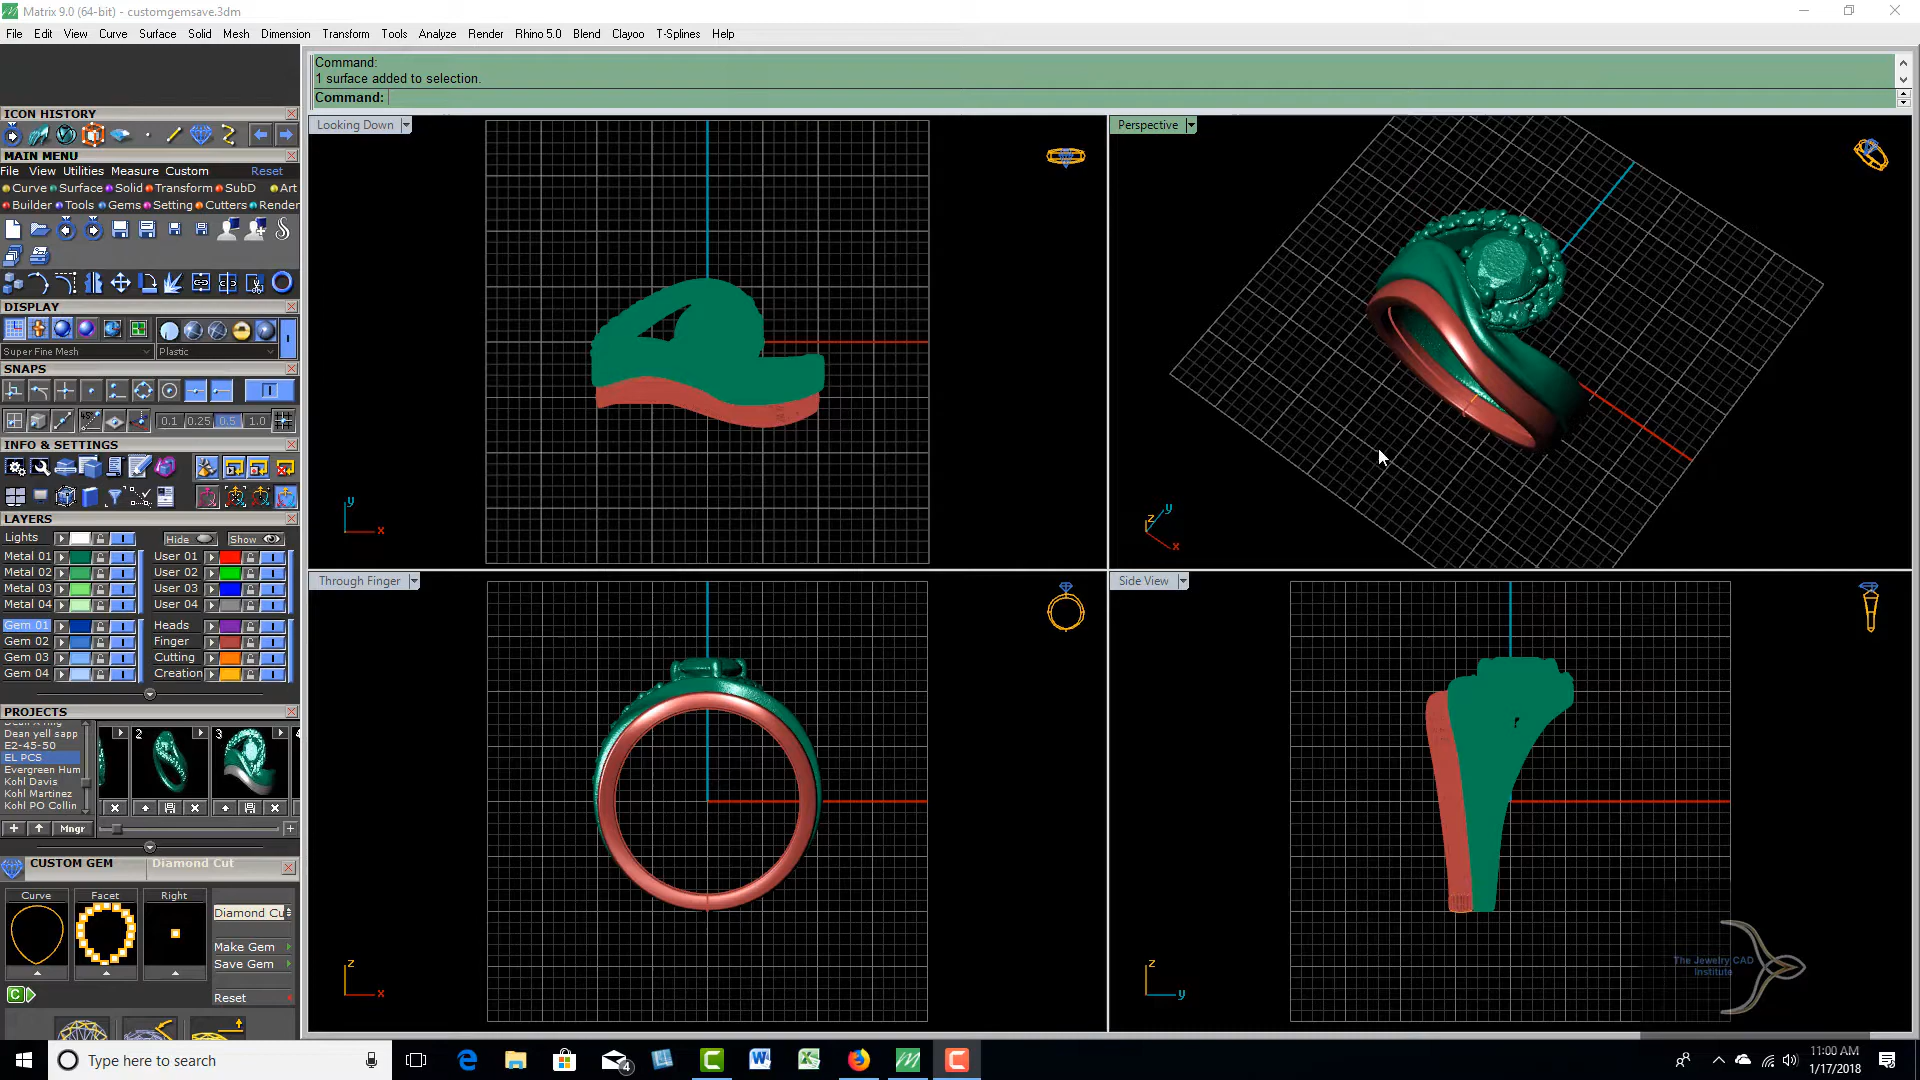 Matrix 9.0 (64-bit) - customgemsave.3dm
File Edit View Curve Surface Solid Mesh Dimension Transform Tools Analyze Render Rhino 5.0 Blend Clayoo T-Splines Help
Command:
1 surface added to selection.
Command:
ICON HISTORY
MAIN MENU
File View Utilities Measure Custom Reset
Curve Surface Solid Transform SubD Art
Builder Tools Gems Setting Cutters Render
DISPLAY
Super Fine Mesh Plastic
SNAPS
0.1 0.25 0.5 1.0
INFO & SETTINGS
LAYERS
Lights Hide Show
Metal 01 User 01
Metal 02 User 02
Metal 03 User 03
Metal 04 User 04
Gem 01 Heads
Gem 02 Finger
Gem 03 Cutting
Gem 04 Creation
PROJECTS
Dean yell sapp
E2-45-50
EL PCS
Evergreen Hum
Kohl Davis
Kohl Martinez
Kohl PO Collin
2 3
Mngr
CUSTOM GEM Diamond Cut
Curve Facet Right
Diamond Cu
Make Gem
Save Gem
Reset
Looking Down
y
x
Perspective
z
y
x
Through Finger
z
x
Side View
z
y
The Jewelry CAD
Institute
Type here to search
4
11:00 AM
1/17/2018